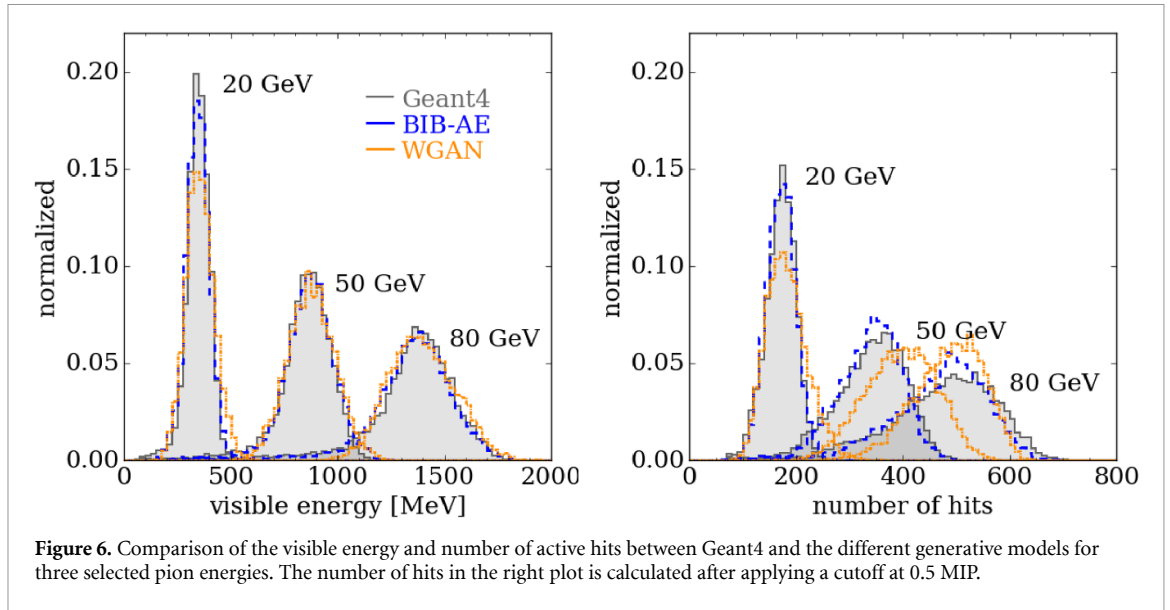 20 GeV
Geant4
BIB-AE
WGAN
50 GeV
80 GeV
normalized
0.20
0.15
0.10
0.05
0.00
0 500 1000 1500 2000
visible energy [MeV]
20 GeV
50 GeV
80 GeV
normalized
0.20
0.15
0.10
0.05
0.00
0 200 400 600 800
number of hits
Figure 6. Comparison of the visible energy and number of active hits between Geant4 and the different generative models for
three selected pion energies. The number of hits in the right plot is calculated after applying a cutoff at 0.5 MIP.